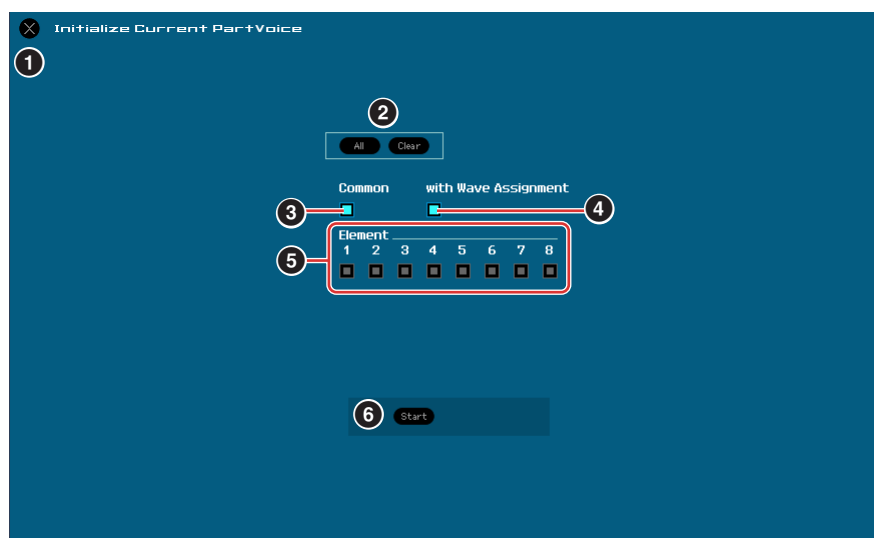 Initialize Current PartVoice
1
2
All Clear
Common with Wave Assignment
3 4
Element
1 2 3 4 5 6 7 8
5
6 Start